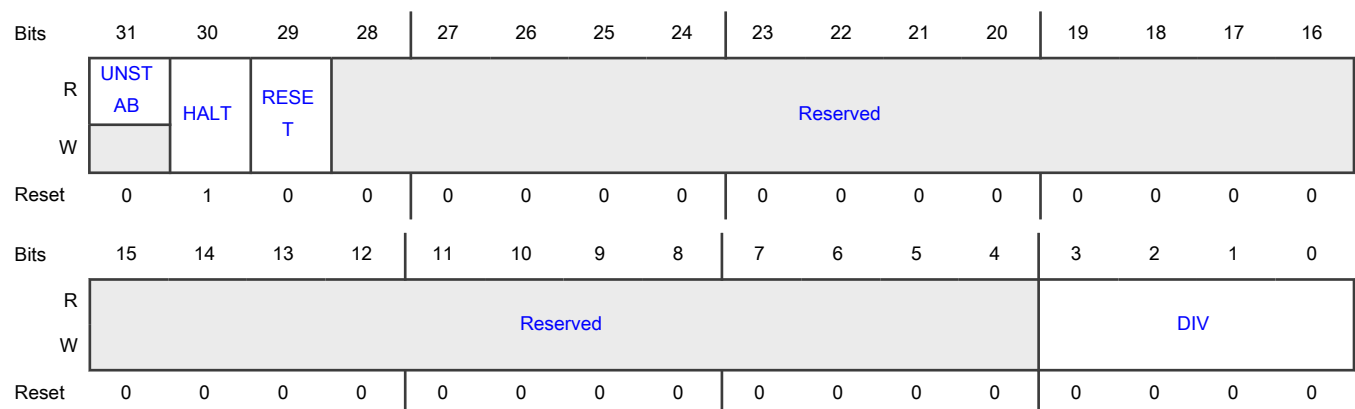 Bits 31 30 29 28 27 26 25 24 23 22 21 20 19 18 17 16
R UNST
AB HALT RESE
T Reserved
W
Reset 0 1 0 0 0 0 0 0 0 0 0 0 0 0 0 0
Bits 15 14 13 12 11 10 9 8 7 6 5 4 3 2 1 0
R
Reserved DIV
W
Reset 0 0 0 0 0 0 0 0 0 0 0 0 0 0 0 0